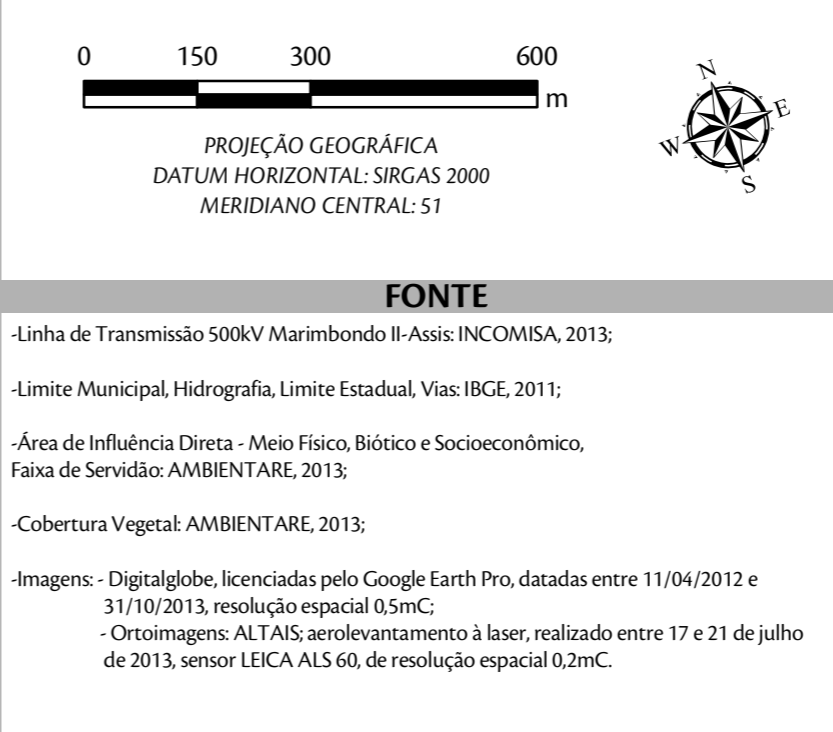 0 150 300 600
m
PROJEÇÃO GEOGRÁFICA
DATUM HORIZONTAL: SIRGAS 2000
MERIDIANO CENTRAL: 51
N
E
W
S
FONTE
-Linha de Transmissão 500kV Marimbondo II-Assis: INCOMISA, 2013;
-Limite Municipal, Hidrografia, Limite Estadual, Vias: IBGE, 2011;
-Área de Influência Direta - Meio Físico, Biótico e Socioeconômico,
Faixa de Servidão: AMBIENTARE, 2013;
-Cobertura Vegetal: AMBIENTARE, 2013;
-Imagens: - Digitalglobe, licenciadas pelo Google Earth Pro, datadas entre 11/04/2012 e
31/10/2013, resolução espacial 0,5mC;
- Ortoimagens: ALTAIS; aerolevantamento à laser, realizado entre 17 e 21 de julho
de 2013, sensor LEICA ALS 60, de resolução espacial 0,2mC.